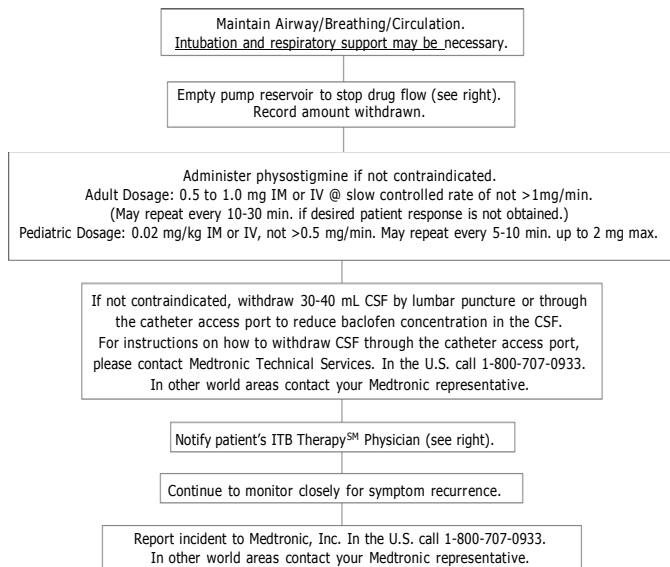 Maintain Airway/Breathing/Circulation.
Intubation and respiratory support may be necessary.
Empty pump reservoir to stop drug flow (see right).
Record amount withdrawn.
Administer physostigmine if not contraindicated.
Adult Dosage: 0.5 to 1.0 mg IM or IV @ slow controlled rate of not >1mg/min.
(May repeat every 10-30 min. if desired patient response is not obtained.)
Pediatric Dosage: 0.02 mg/kg IM or IV, not >0.5 mg/min. May repeat every 5-10 min. up to 2 mg max.
If not contraindicated, withdraw 30-40 mL CSF by lumbar puncture or through
the catheter access port to reduce baclofen concentration in the CSF.
For instructions on how to withdraw CSF through the catheter access port,
please contact Medtronic Technical Services. In the U.S. call 1-800-707-0933.
In other world areas contact your Medtronic representative.
Notify patient's ITB Therapy℠ Physician (see right).
Continue to monitor closely for symptom recurrence.
Report incident to Medtronic, Inc. In the U.S. call 1-800-707-0933.
In other world areas contact your Medtronic representative.